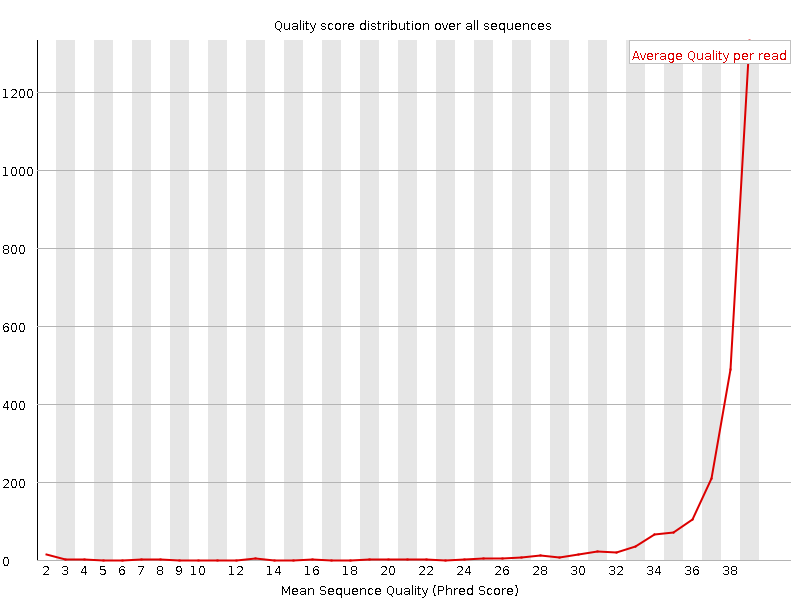 Quality score distribution over all sequences
Average Quality per read
1200
1000
800
600
400
200
0
2 3 4 5 6 7 8 9 10 12 14 16 18 20 22 24 26 28 30 32 34 36 38
Mean Sequence Quality (Phred Score)